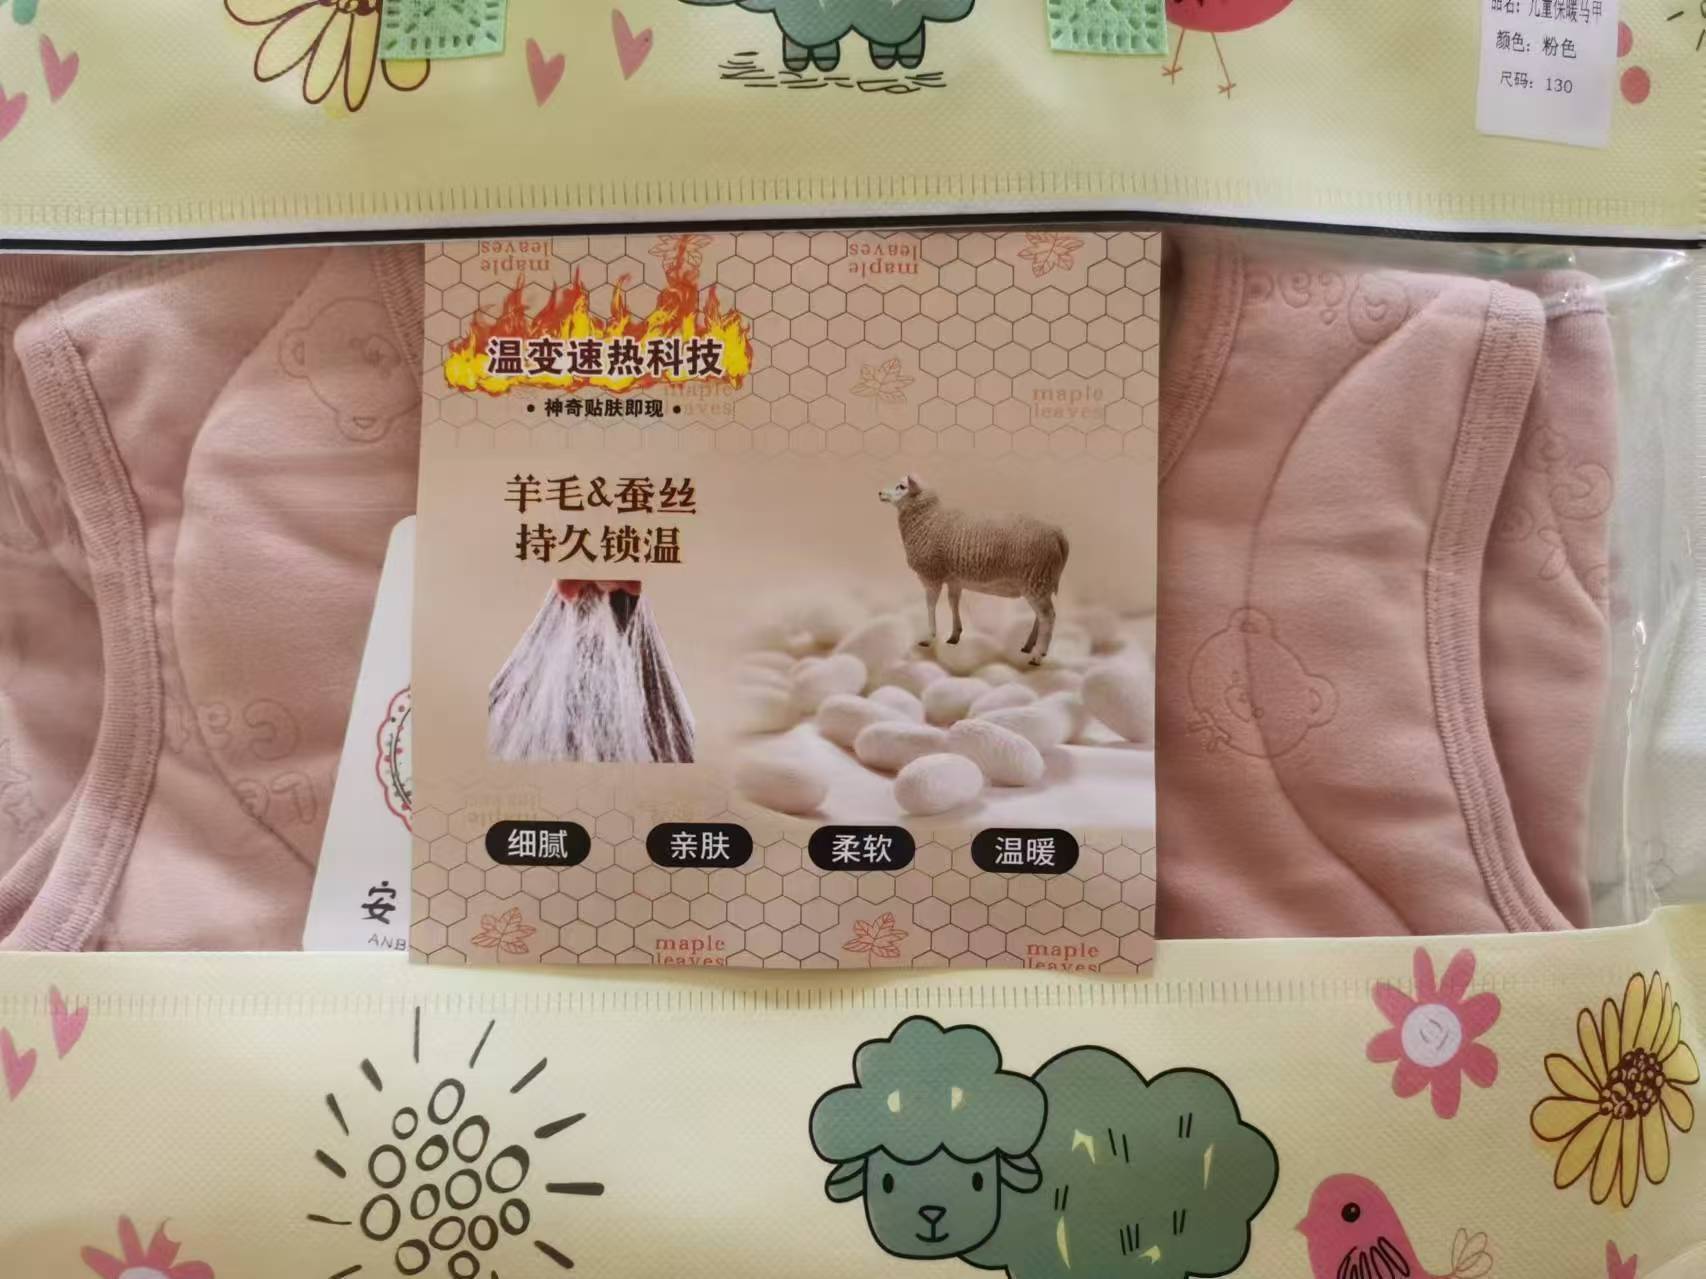 品名：儿童保暖马甲
颜色：粉色
尺码：130
maple
leaves
maple
leaves
温变速热科技
• 神奇贴肤即现 •
maple
leaves
maple
leaves
羊毛&蚕丝
持久锁温
细腻
亲肤
柔软
温暖
安
ANB
maple
leaves
maple
leaves